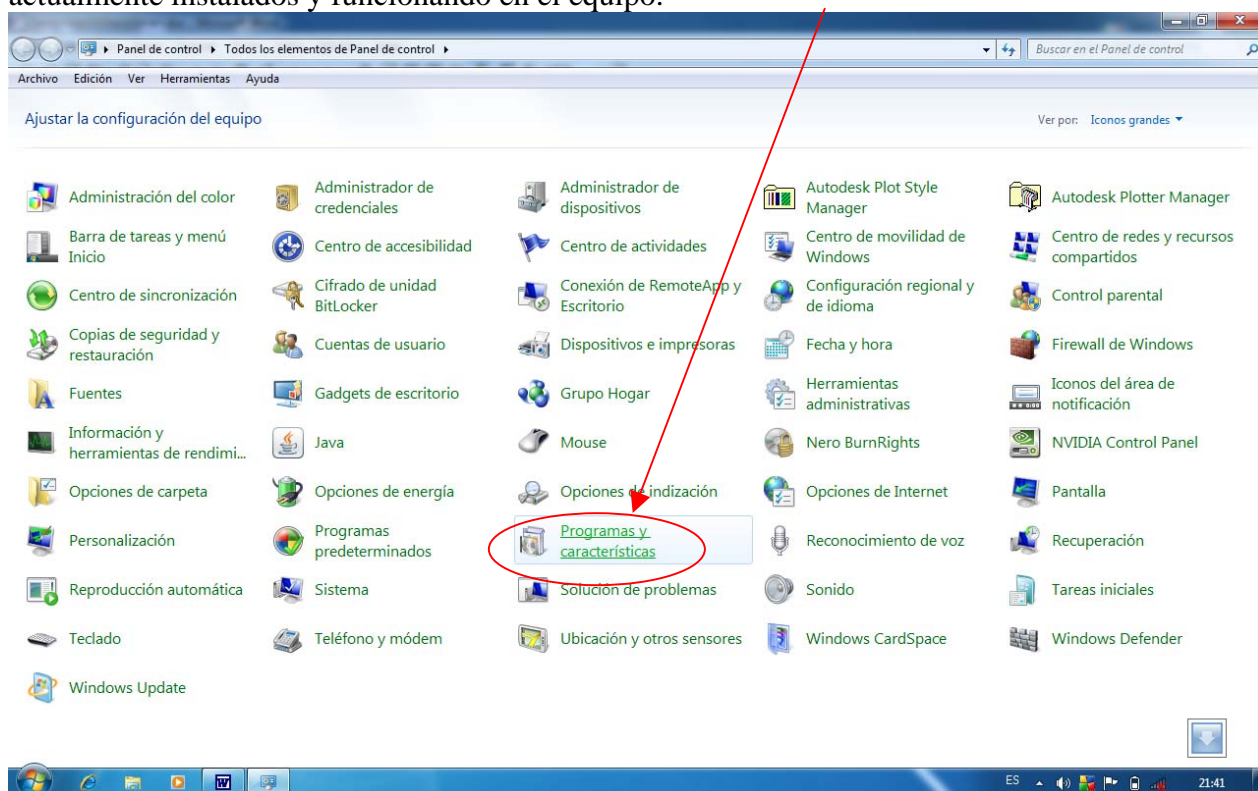 actualmente instalados y funcionando en el equipo.
Panel de control ▸ Todos los elementos de Panel de control ▸
Buscar en el Panel de control
Archivo Edición Ver Herramientas Ayuda
Ajustar la configuración del equipo
Ver por: Iconos grandes
Administración del color
Administrador de
credenciales
Administrador de
dispositivos
Autodesk Plot Style
Manager
Autodesk Plotter Manager
Barra de tareas y menú
Inicio
Centro de accesibilidad
Centro de actividades
Centro de movilidad de
Windows
Centro de redes y recursos
compartidos
Centro de sincronización
Cifrado de unidad
BitLocker
Conexión de RemoteApp y
Escritorio
Configuración regional y
de idioma
Control parental
Copias de seguridad y
restauración
Cuentas de usuario
Dispositivos e impresoras
Fecha y hora
Firewall de Windows
Fuentes
Gadgets de escritorio
Grupo Hogar
Herramientas
administrativas
Iconos del área de
notificación
Información y
herramientas de rendimi...
Java
Mouse
Nero BurnRights
NVIDIA Control Panel
Opciones de carpeta
Opciones de energía
Opciones de indización
Opciones de Internet
Pantalla
Personalización
Programas
predeterminados
Programas y
características
Reconocimiento de voz
Recuperación
Reproducción automática
Sistema
Solución de problemas
Sonido
Tareas iniciales
Teclado
Teléfono y módem
Ubicación y otros sensores
Windows CardSpace
Windows Defender
Windows Update
ES 21:41